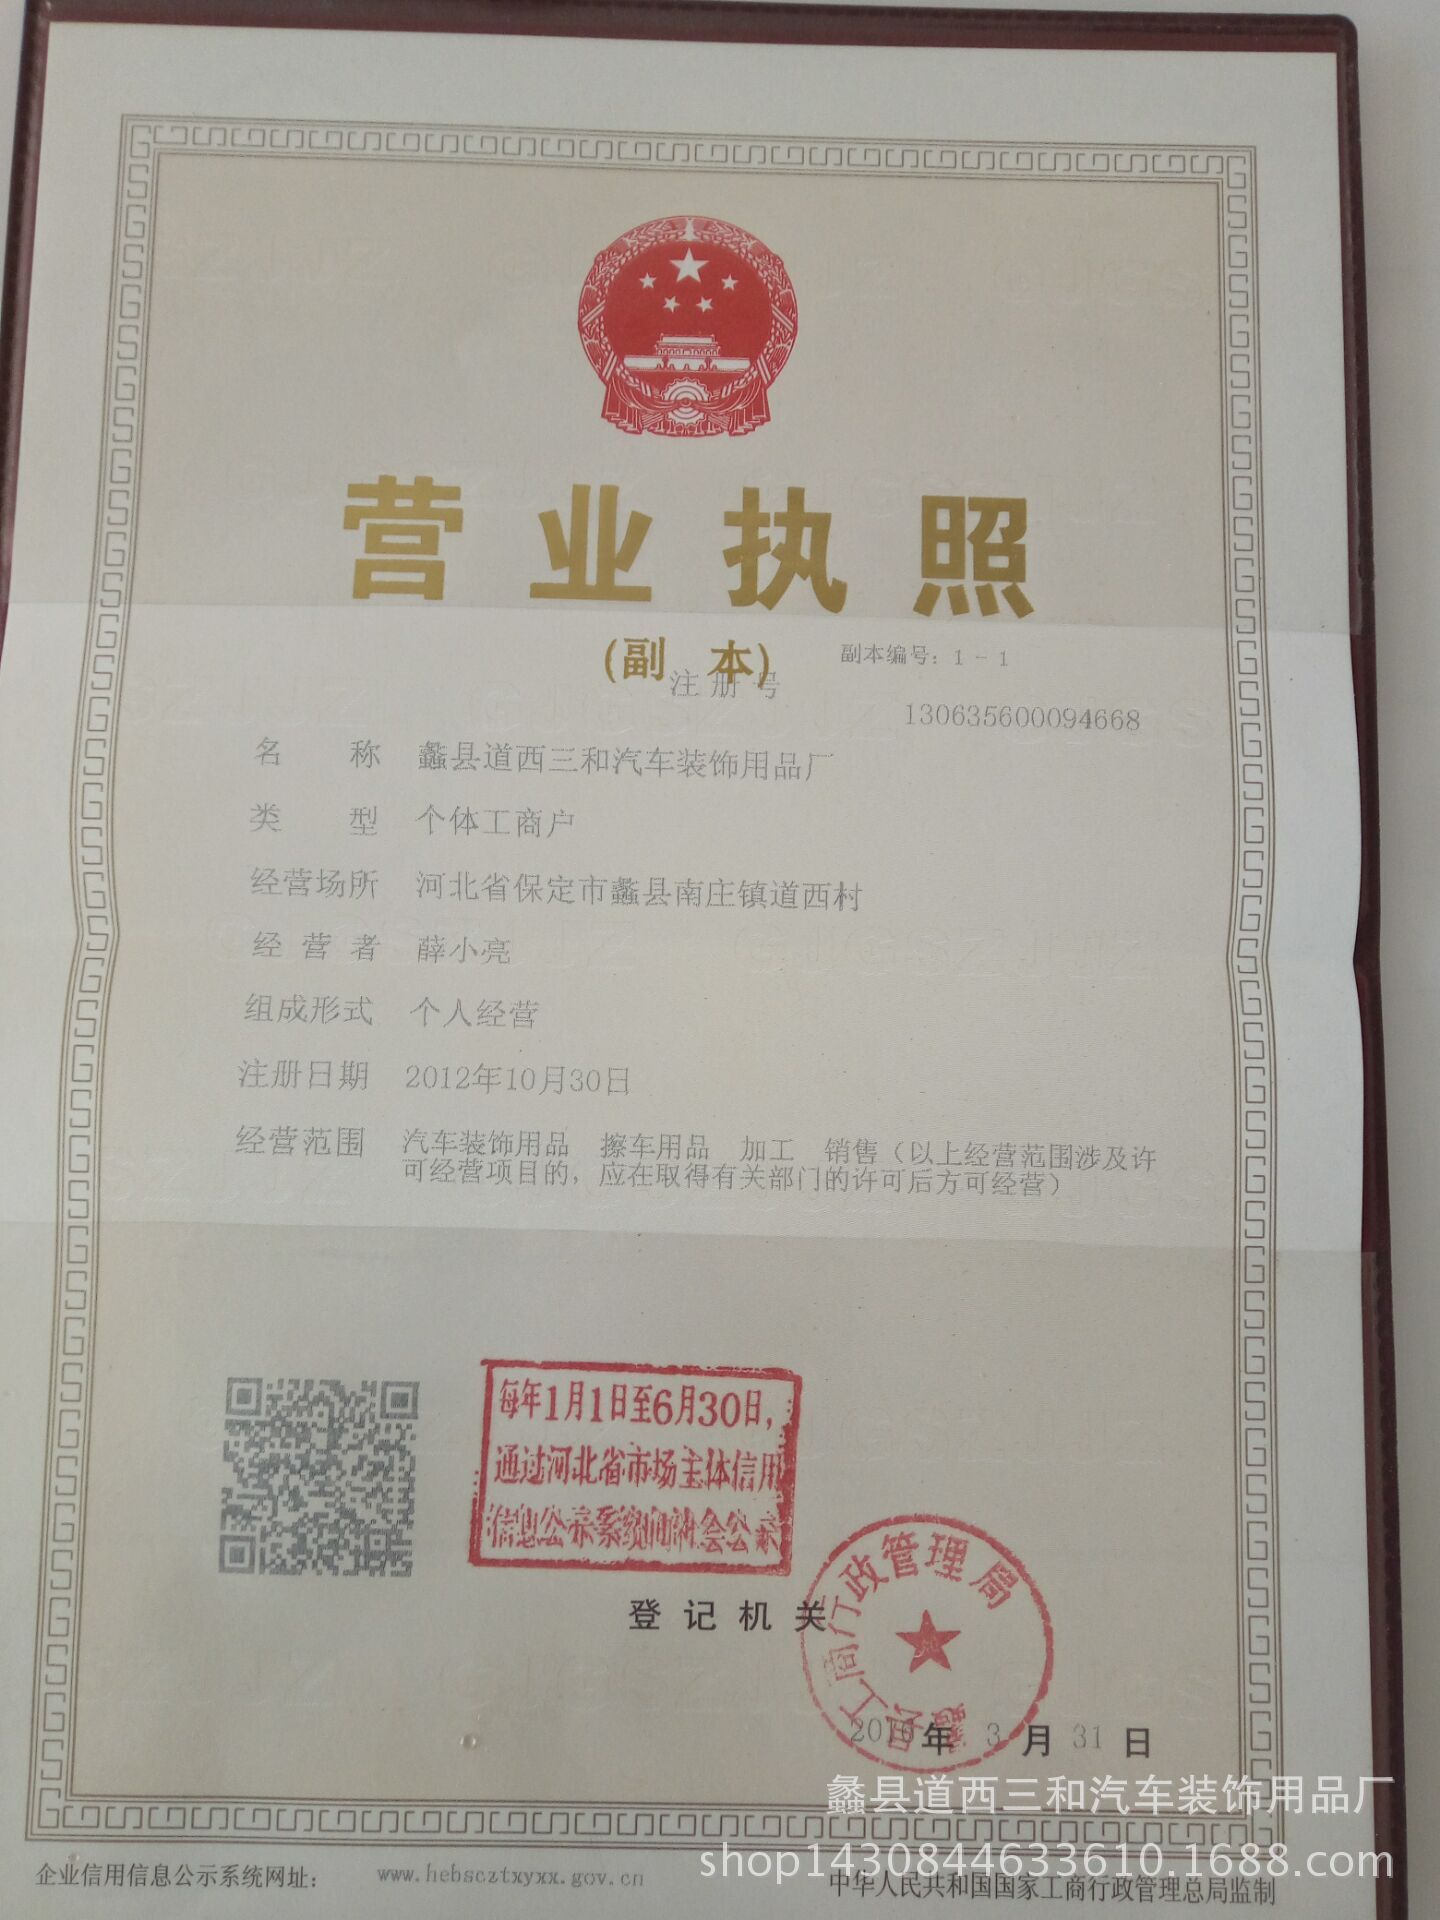 营业执照
(副 本)
副本编号：1-1
注册号
130635600094668
名 称 蠡县道西三和汽车装饰用品厂
类 型 个体工商户
经营场所 河北省保定市蠡县南庄镇道西村
经营者 薛小亮
组成形式 个人经营
注册日期 2012年10月30日
经营范围 汽车装饰用品 擦车用品 加工 销售（以上经营范围涉及许
可经营项目的，应在取得有关部门的许可后方可经营）
每年1月1日至6月30日，
通过河北省市场主体信用
信息公示系统向社会公示
登记机关
蠡县工商行政管理局
2016年3月31日
蠡县道西三和汽车装饰用品厂
shop1430844633610.1688.com
企业信用信息公示系统网址： www.hebscztxyxx.gov.cn 中华人民共和国国家工商行政管理总局监制